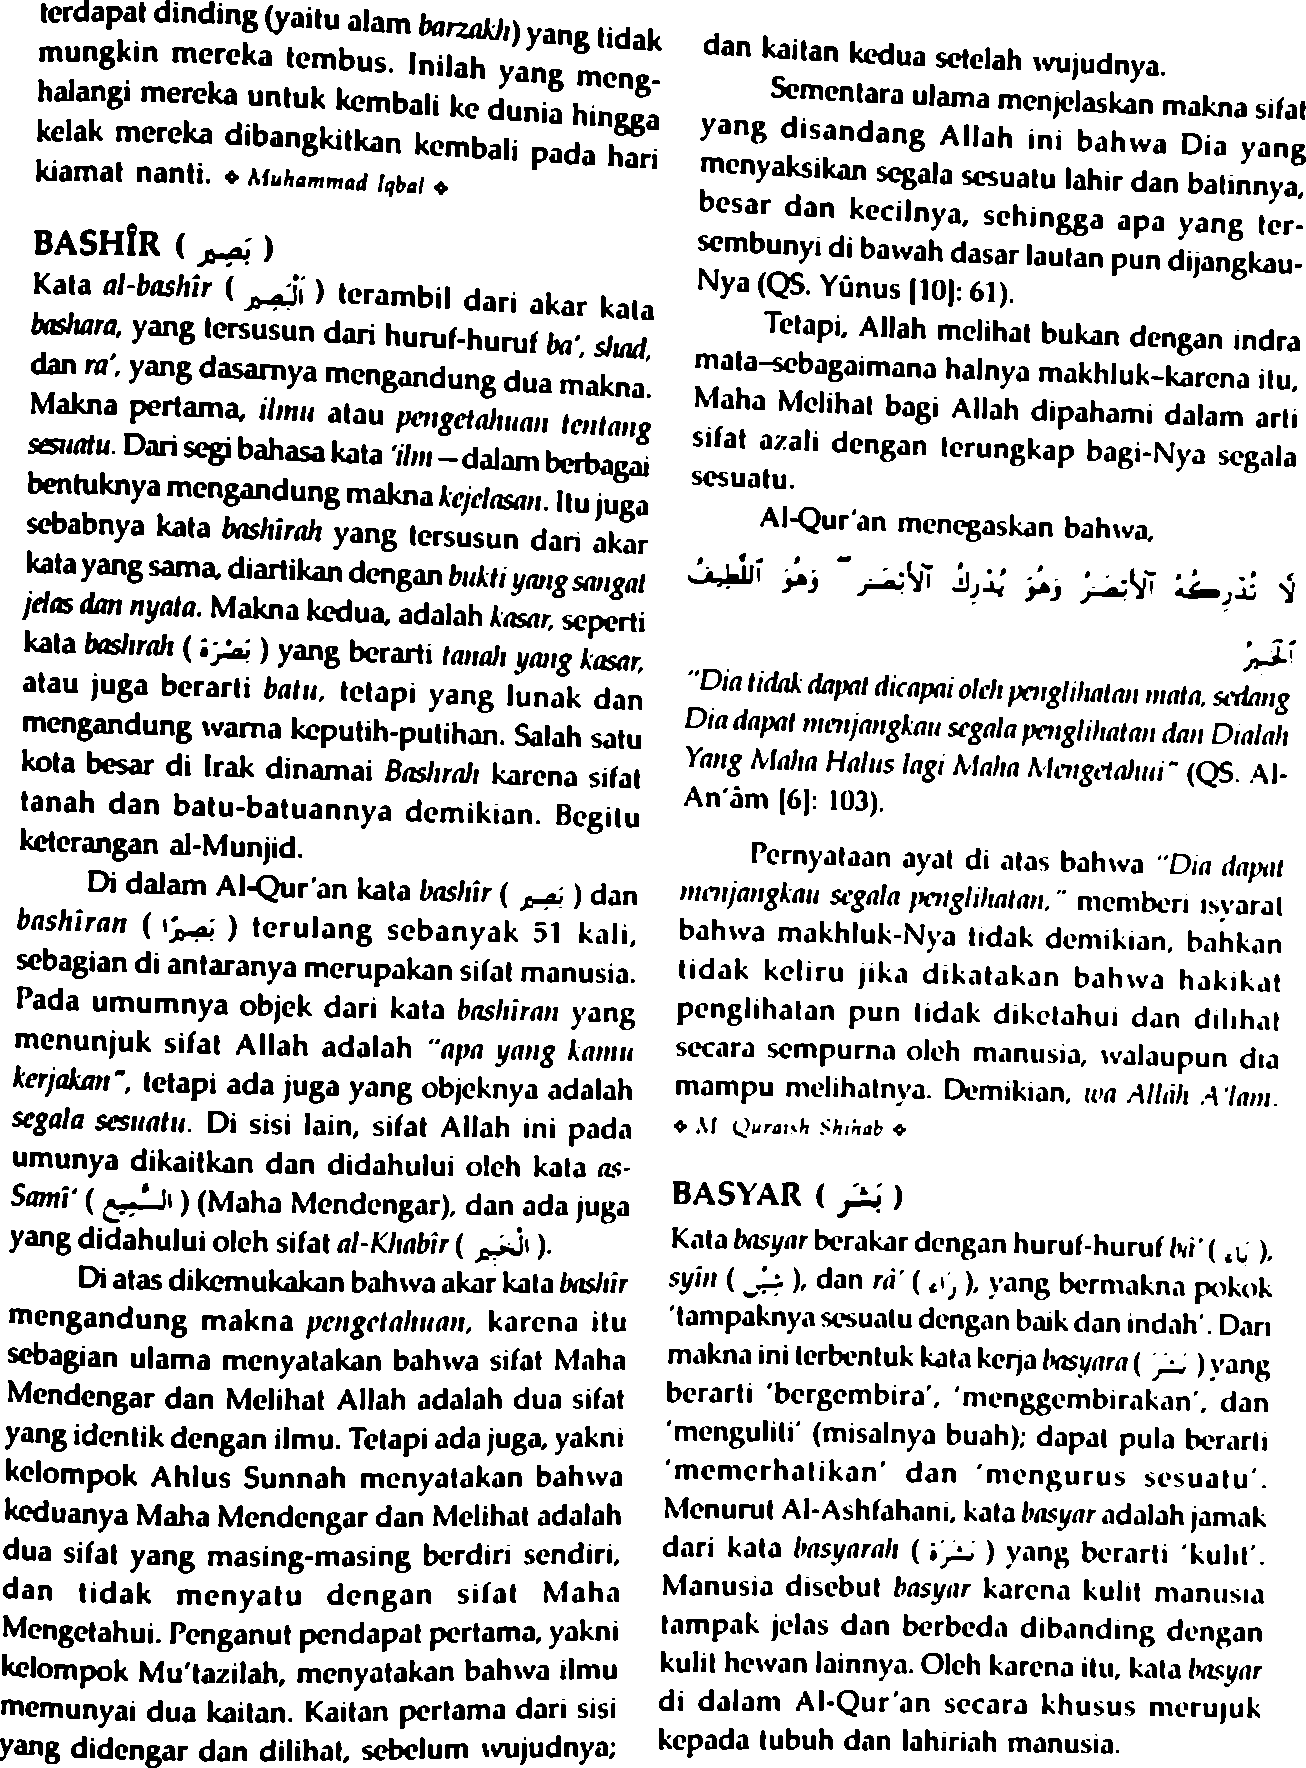 terdapat dinding (yaitu alam barzakh) yang tidak
mungkin mereka tembus. Inilah yang meng-
halangi mereka untuk kembali ke dunia hingga
kelak mereka dibangkitkan kembali pada hari
kiamat nanti. ❖ Muhammad Iqbal ❖
BASHÎR ( بَصِيْر )
Kata al-bashîr ( اَلْبَصِيْر ) terambil dari akar kata
bashara, yang tersusun dari huruf-huruf ba', shad,
dan ra', yang dasarnya mengandung dua makna.
Makna pertama, ilmu atau pengetahuan tentang
sesuatu. Dari segi bahasa kata 'ilm – dalam berbagai
bentuknya mengandung makna kejelasan. Itu juga
sebabnya kata bashirah yang tersusun dari akar
kata yang sama, diartikan dengan bukti yang sangat
jelas dan nyata. Makna kedua, adalah kasar, seperti
kata bashrah ( بَصْرَة ) yang berarti tanah yang kasar,
atau juga berarti batu, tetapi yang lunak dan
mengandung warna keputih-putihan. Salah satu
kota besar di Irak dinamai Bashrah karena sifat
tanah dan batu-batuannya demikian. Begitu
keterangan al-Munjid.
Di dalam Al-Qur'an kata bashîr ( بَصِيْر ) dan
bashîran ( بَصِيْرًا ) terulang sebanyak 51 kali,
sebagian di antaranya merupakan sifat manusia.
Pada umumnya objek dari kata bashiran yang
menunjuk sifat Allah adalah "apa yang kamu
kerjakan", tetapi ada juga yang objeknya adalah
segala sesuatu. Di sisi lain, sifat Allah ini pada
umunya dikaitkan dan didahului oleh kata as-
Samî' ( السَّمِيْع ) (Maha Mendengar), dan ada juga
yang didahului oleh sifat al-Khabîr ( الْخَبِيْر ).
Di atas dikemukakan bahwa akar kata bashîr
mengandung makna pengetahuan, karena itu
sebagian ulama menyatakan bahwa sifat Maha
Mendengar dan Melihat Allah adalah dua sifat
yang identik dengan ilmu. Tetapi ada juga, yakni
kelompok Ahlus Sunnah menyatakan bahwa
keduanya Maha Mendengar dan Melihat adalah
dua sifat yang masing-masing berdiri sendiri,
dan tidak menyatu dengan sifat Maha
Mengetahui. Penganut pendapat pertama, yakni
kelompok Mu'tazilah, menyatakan bahwa ilmu
memunyai dua kaitan. Kaitan pertama dari sisi
yang didengar dan dilihat, sebelum wujudnya;
dan kaitan kedua setelah wujudnya.
Sementara ulama menjelaskan makna sifat
yang disandang Allah ini bahwa Dia yang
menyaksikan segala sesuatu lahir dan batinnya,
besar dan kecilnya, sehingga apa yang ter-
sembunyi di bawah dasar lautan pun dijangkau-
Nya (QS. Yûnus [10]: 61).
Tetapi, Allah melihat bukan dengan indra
mata–sebagaimana halnya makhluk–karena itu,
Maha Melihat bagi Allah dipahami dalam arti
sifat azali dengan terungkap bagi-Nya segala
sesuatu.
Al-Qur'an menegaskan bahwa,
لَّا تُدْرِكُهُ ٱلْأَبْصَٰرُ وَهُوَ يُدْرِكُ ٱلْأَبْصَٰرَ ۖ وَهُوَ ٱللَّطِيفُ
ٱلْخَبِيرُ
"Dia tidak dapat dicapai oleh penglihatan mata, sedang
Dia dapat menjangkau segala penglihatan dan Dialah
Yang Maha Halus lagi Maha Mengetahui" (QS. Al-
An'âm [6]: 103).
Pernyataan ayat di atas bahwa "Dia dapat
menjangkau segala penglihatan," memberi isyarat
bahwa makhluk-Nya tidak demikian, bahkan
tidak keliru jika dikatakan bahwa hakikat
penglihatan pun tidak diketahui dan dilihat
secara sempurna oleh manusia, walaupun dia
mampu melihatnya. Demikian, wa Allâh A'lam.
❖ M. Quraish Shihab ❖
BASYAR ( بَشَر )
Kata basyar berakar dengan huruf-huruf bâ' ( بَاء ),
syîn ( شِيْن ), dan râ' ( رَاء ), yang bermakna pokok
'tampaknya sesuatu dengan baik dan indah'. Dari
makna ini terbentuk kata kerja basyara ( بَشَرَ ) yang
berarti 'bergembira', 'menggembirakan', dan
'menguliti' (misalnya buah); dapat pula berarti
'memerhatikan' dan 'mengurus sesuatu'.
Menurut Al-Ashfahani, kata basyar adalah jamak
dari kata basyarah ( بَشَرَة ) yang berarti 'kulit'.
Manusia disebut basyar karena kulit manusia
tampak jelas dan berbeda dibanding dengan
kulit hewan lainnya. Oleh karena itu, kata basyar
di dalam Al-Qur'an secara khusus merujuk
kepada tubuh dan lahiriah manusia.